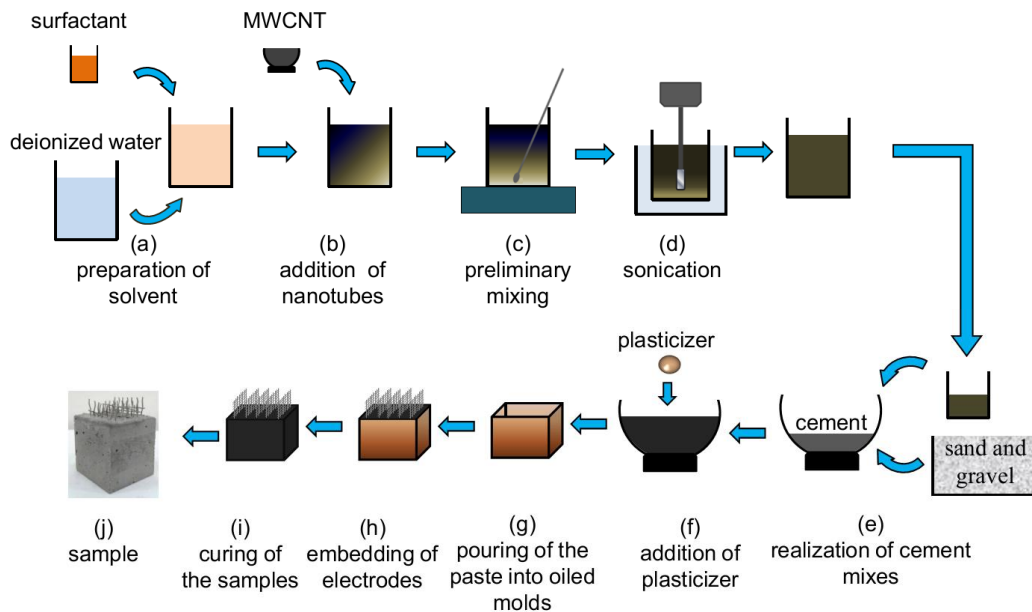 surfactant
MWCNT
deionized water
(a)
preparation of
solvent
(b)
addition of
nanotubes
(c)
preliminary
mixing
(d)
sonication
plasticizer
cement
sand and
gravel
(j)
sample
(i)
curing of
the samples
(h)
embedding of
electrodes
(g)
pouring of the
paste into oiled
molds
(f)
addition of
plasticizer
(e)
realization of cement
mixes